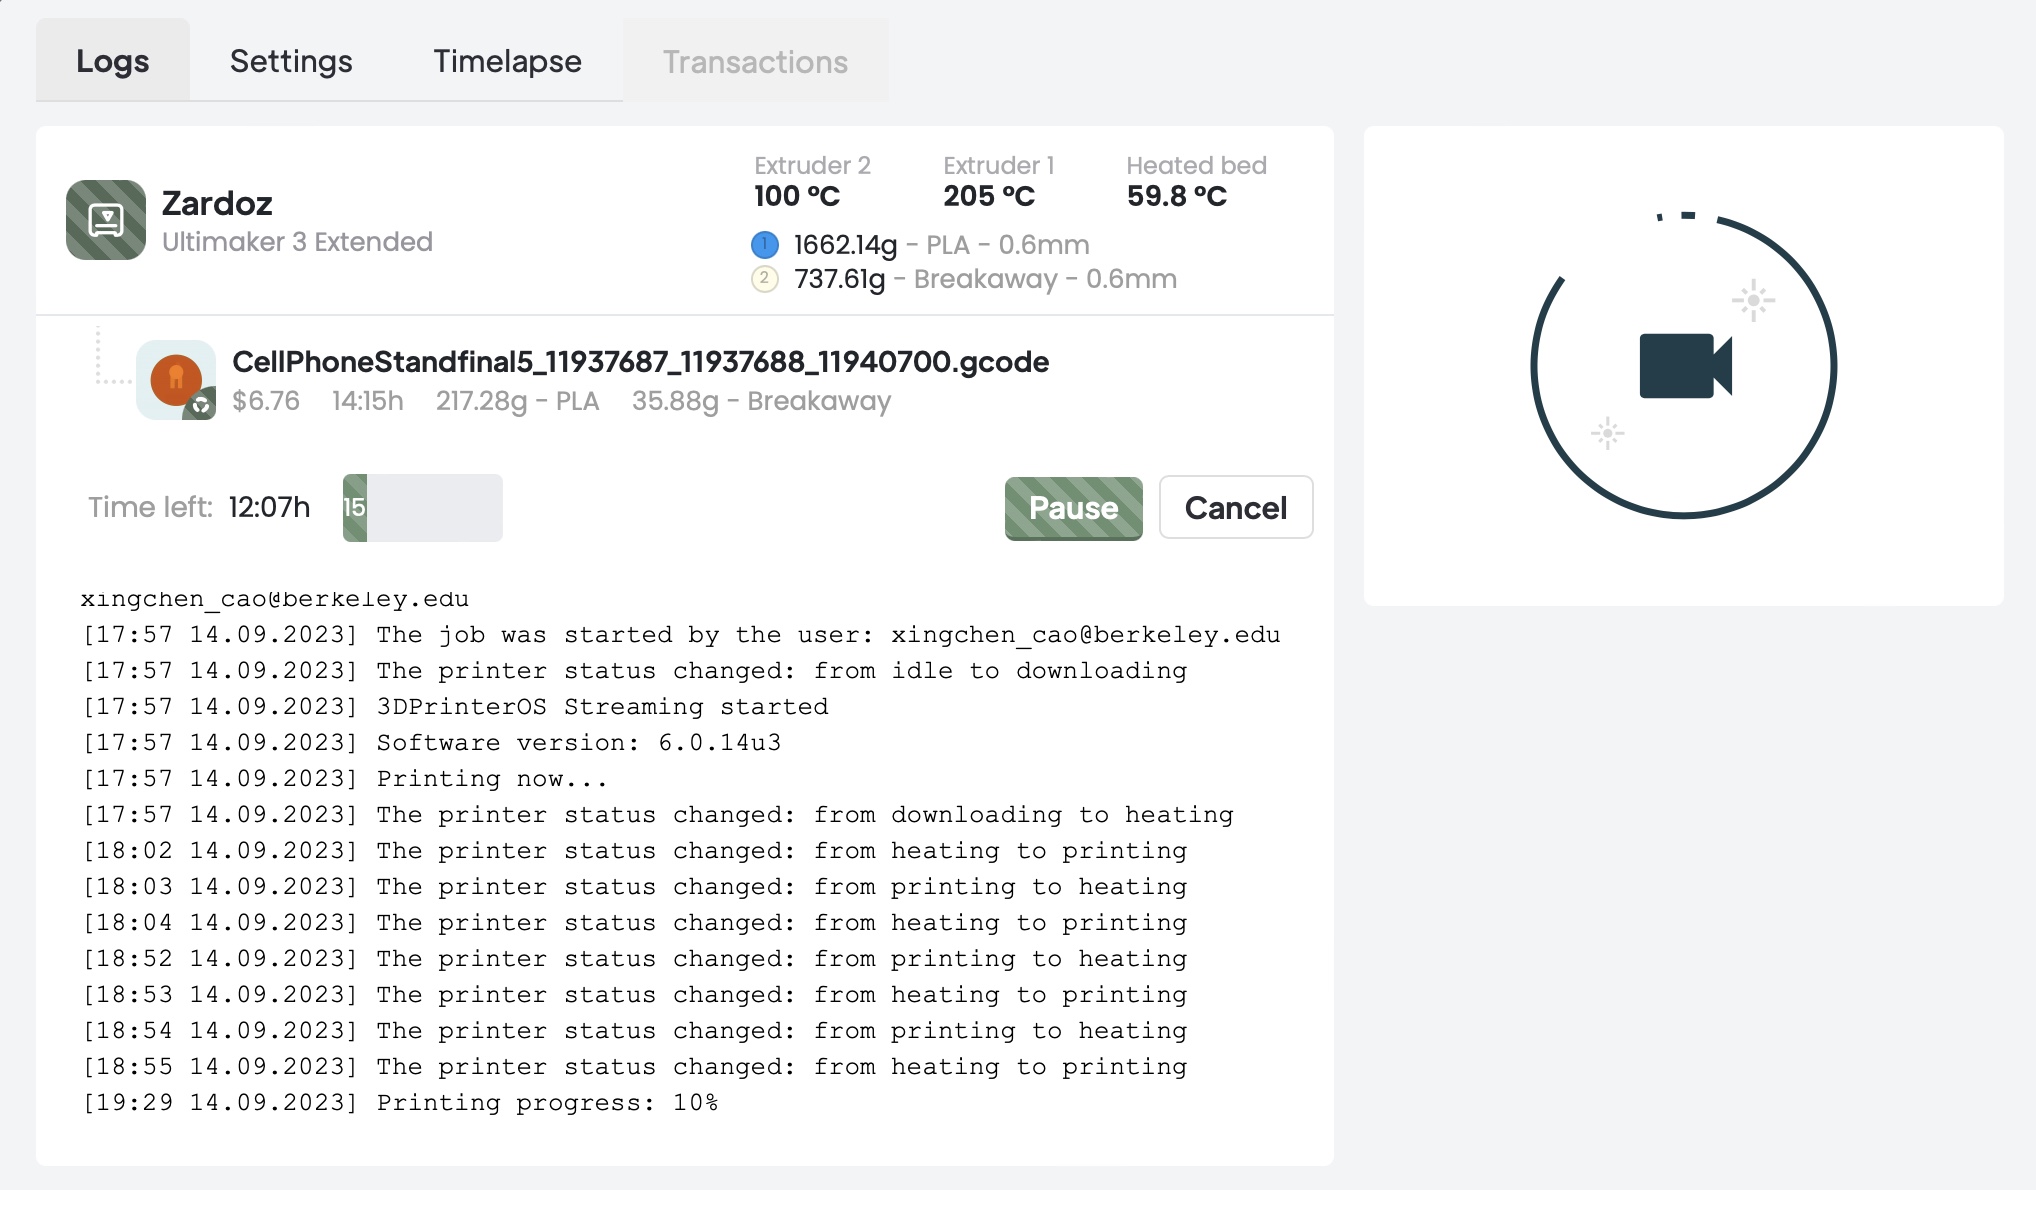 Logs Settings Timelapse Transactions
Zardoz
Ultimaker 3 Extended
Extruder 2 Extruder 1 Heated bed
100 ºC 205 ºC 59.8 ºC
1 1662.14g - PLA - 0.6mm
2 737.61g - Breakaway - 0.6mm
CellPhoneStandfinal5_11937687_11937688_11940700.gcode
$6.76 14:15h 217.28g - PLA 35.88g - Breakaway
Time left: 12:07h 15 Pause Cancel
xingchen_cao@berkeley.edu
[17:57 14.09.2023] The job was started by the user: xingchen_cao@berkeley.edu
[17:57 14.09.2023] The printer status changed: from idle to downloading
[17:57 14.09.2023] 3DPrinterOS Streaming started
[17:57 14.09.2023] Software version: 6.0.14u3
[17:57 14.09.2023] Printing now...
[17:57 14.09.2023] The printer status changed: from downloading to heating
[18:02 14.09.2023] The printer status changed: from heating to printing
[18:03 14.09.2023] The printer status changed: from printing to heating
[18:04 14.09.2023] The printer status changed: from heating to printing
[18:52 14.09.2023] The printer status changed: from printing to heating
[18:53 14.09.2023] The printer status changed: from heating to printing
[18:54 14.09.2023] The printer status changed: from printing to heating
[18:55 14.09.2023] The printer status changed: from heating to printing
[19:29 14.09.2023] Printing progress: 10%